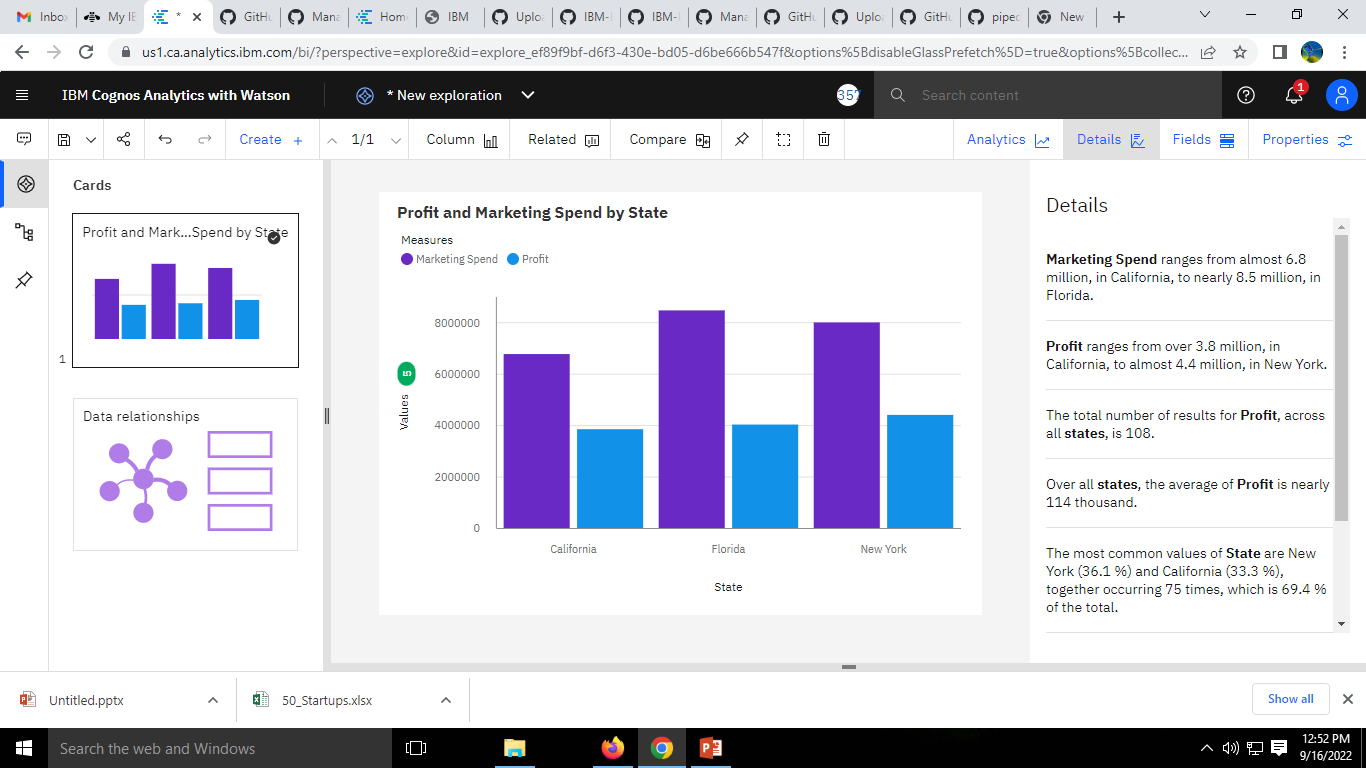 Inbox
My IB
*
GitHu
Mana
Home
IBM
Uploa
IBM-
IBM-
Mana
GitHu
Uploa
GitHu
piped
New
us1.ca.analytics.ibm.com/bi/?perspective=explore&id=explore_ef89f9bf-d6f3-430e-bd05-d6be666b547f&options%5BdisableGlassPrefetch%5D=true&options%5Bcollec...
IBM Cognos Analytics with Watson
* New exploration
357
Search content
1
Create +
1/1
Column
Related
Compare
Analytics
Details
Fields
Properties
Cards
Profit and Mark...Spend by State
1
Data relationships
Profit and Marketing Spend by State
Measures
Marketing Spend Profit
8000000
6000000
4000000
2000000
0
5
Values
California
Florida
New York
State
Details
Marketing Spend ranges from almost 6.8
million, in California, to nearly 8.5 million, in
Florida.
Profit ranges from over 3.8 million, in
California, to almost 4.4 million, in New York.
The total number of results for Profit, across
all states, is 108.
Over all states, the average of Profit is nearly
114 thousand.
The most common values of State are New
York (36.1 %) and California (33.3 %),
together occurring 75 times, which is 69.4 %
of the total.
Untitled.pptx
50_Startups.xlsx
Show all
Search the web and Windows
12:52 PM
9/16/2022